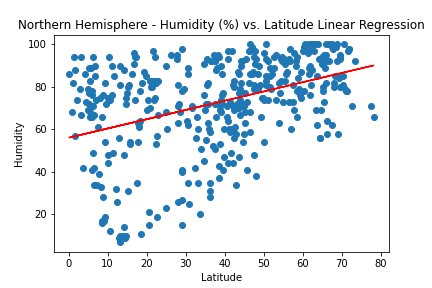 Northern Hemisphere - Humidity (%) vs. Latitude Linear Regression
100
80
60
40
20
Humidity
0 10 20 30 40 50 60 70 80
Latitude